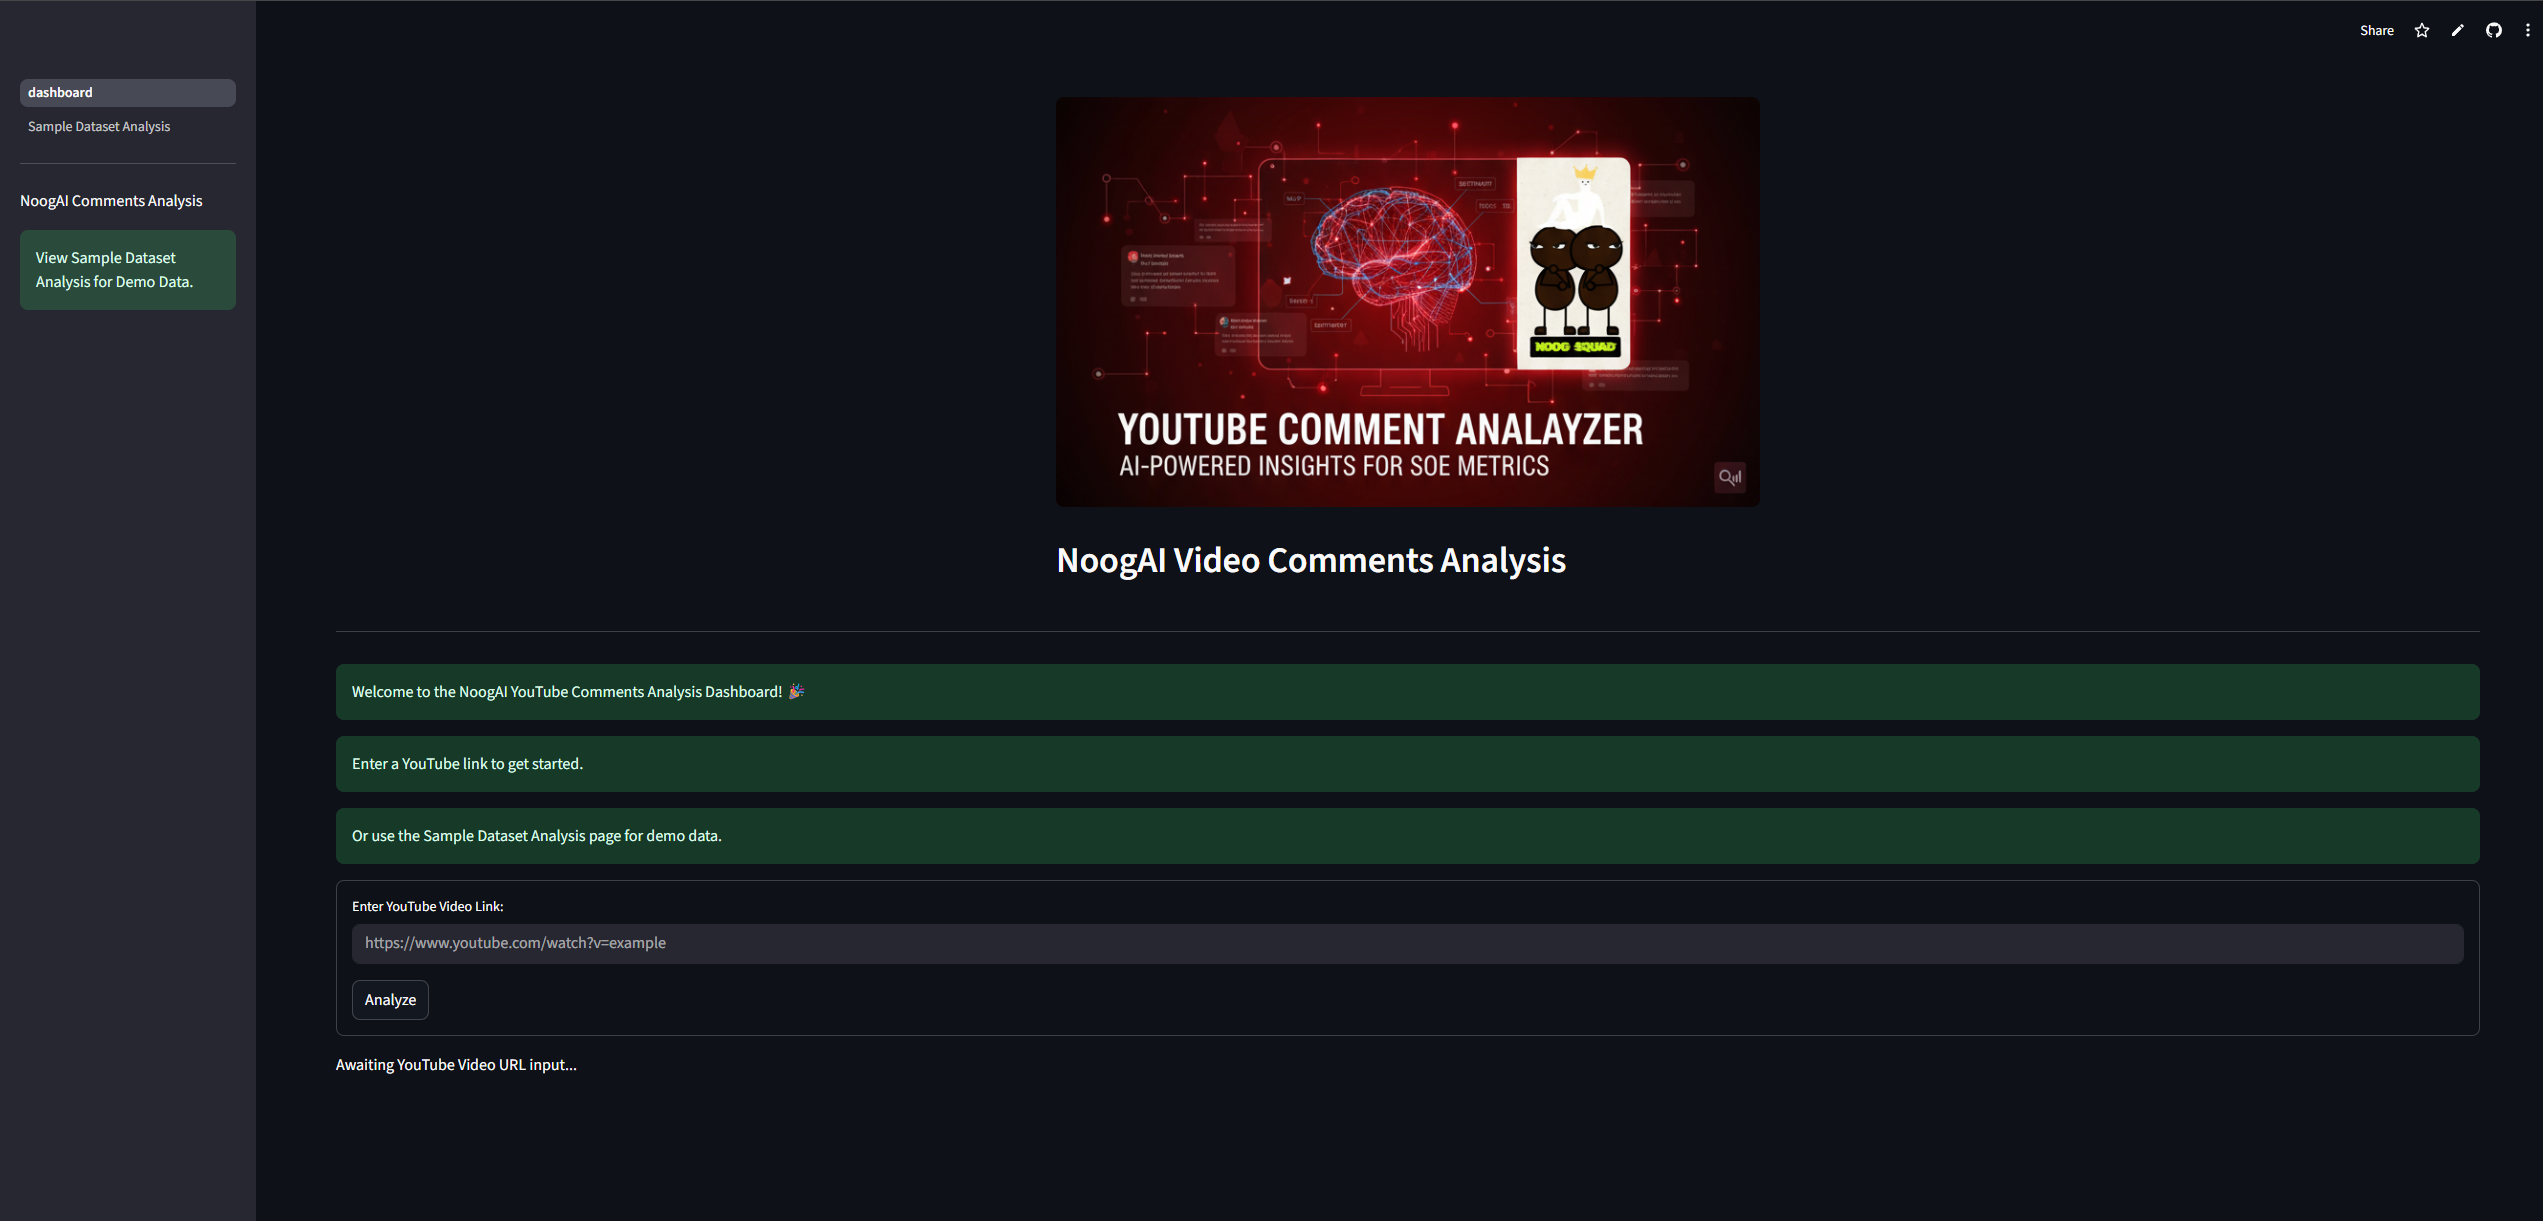 Share
dashboard
Sample Dataset Analysis
NoogAI Comments Analysis
View Sample Dataset
Analysis for Demo Data.
SENTIMENT
NOOG SQUAD
YOUTUBE COMMENT ANALAYZER
AI-POWERED INSIGHTS FOR SOE METRICS
NoogAI Video Comments Analysis
Welcome to the NoogAI YouTube Comments Analysis Dashboard! 🎉
Enter a YouTube link to get started.
Or use the Sample Dataset Analysis page for demo data.
Enter YouTube Video Link:
https://www.youtube.com/watch?v=example
Analyze
Awaiting YouTube Video URL input...